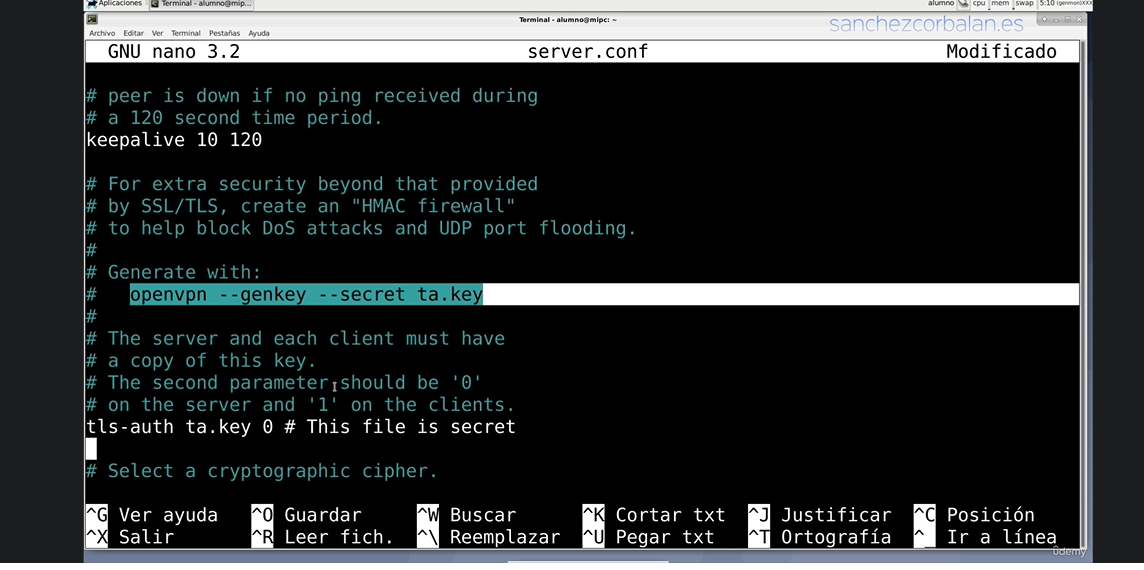 Aplicaciones Terminal - alumno@mip... alumno cpu mem swap 5:10 (genmon)XXX
Terminal - alumno@mipc: ~
sanchezcorbalan.es
Archivo Editar Ver Terminal Pestañas Ayuda
GNU nano 3.2 server.conf Modificado
# peer is down if no ping received during
# a 120 second time period.
keepalive 10 120
# For extra security beyond that provided
# by SSL/TLS, create an "HMAC firewall"
# to help block DoS attacks and UDP port flooding.
#
# Generate with:
# openvpn --genkey --secret ta.key
#
# The server and each client must have
# a copy of this key.
# The second parameter should be '0'
# on the server and '1' on the clients.
tls-auth ta.key 0 # This file is secret
# Select a cryptographic cipher.
^G Ver ayuda ^O Guardar ^W Buscar ^K Cortar txt ^J Justificar ^C Posición
^X Salir ^R Leer fich. ^\ Reemplazar ^U Pegar txt ^T Ortografía ^_ Ir a línea
ûdemy